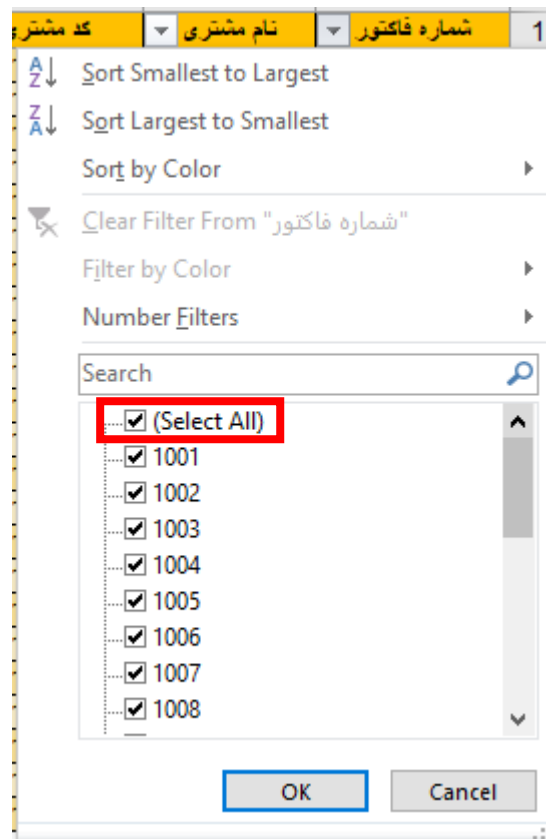 1 شماره فاکتور نام مشتری کد مشتری
Sort Smallest to Largest
Sort Largest to Smallest
Sort by Color
Clear Filter From "شماره فاکتور"
Filter by Color
Number Filters
Search
(Select All)
1001
1002
1003
1004
1005
1006
1007
1008
OK Cancel